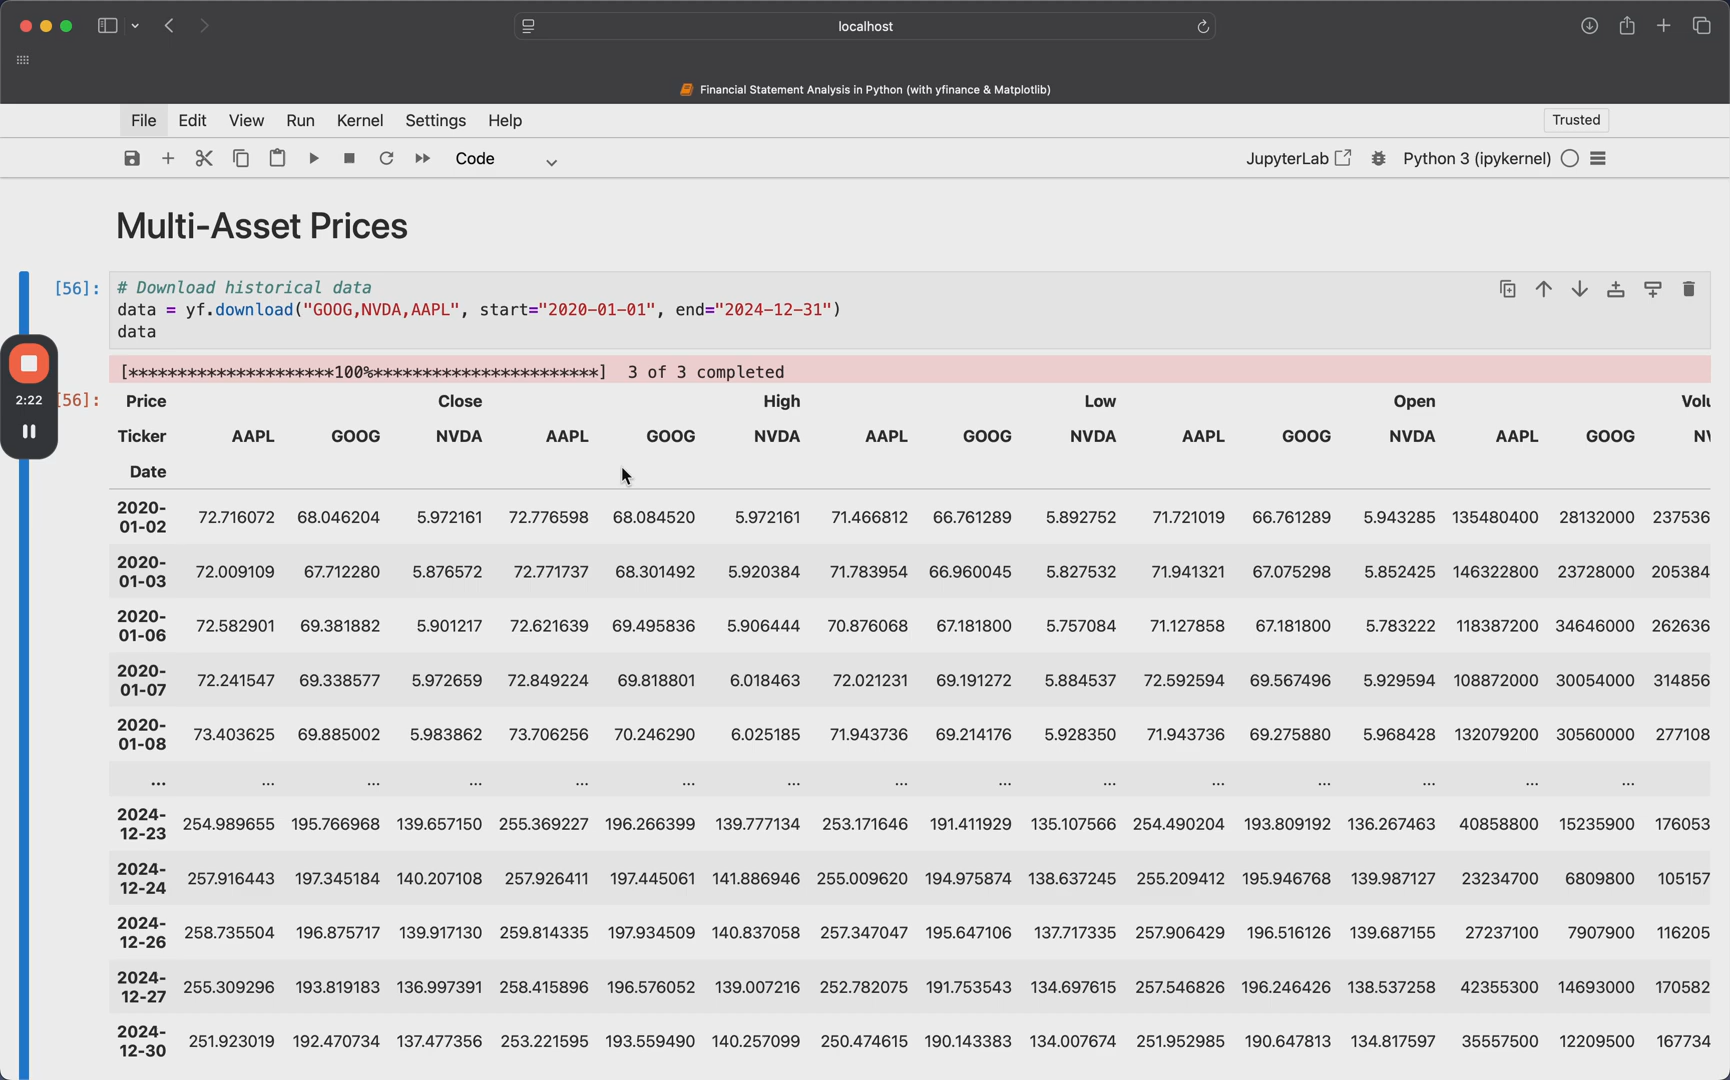 localhost
Financial Statement Analysis in Python (with yfinance & Matplotlib)
File Edit View Run Kernel Settings Help Trusted
Code JupyterLab Python 3 (ipykernel)
Multi-Asset Prices
[56]: # Download historical data
data = yf.download("GOOG,NVDA,AAPL", start="2020-01-01", end="2024-12-31")
data
[*********************100%***********************] 3 of 3 completed
2:22
56]: Price Close High Low Open Volu
Ticker AAPL GOOG NVDA AAPL GOOG NVDA AAPL GOOG NVDA AAPL GOOG NVDA AAPL GOOG NV
Date
2020-01-02 72.716072 68.046204 5.972161 72.776598 68.084520 5.972161 71.466812 66.761289 5.892752 71.721019 66.761289 5.943285 135480400 28132000 237536
2020-01-03 72.009109 67.712280 5.876572 72.771737 68.301492 5.920384 71.783954 66.960045 5.827532 71.941321 67.075298 5.852425 146322800 23728000 205384
2020-01-06 72.582901 69.381882 5.901217 72.621639 69.495836 5.906444 70.876068 67.181800 5.757084 71.127858 67.181800 5.783222 118387200 34646000 262636
2020-01-07 72.241547 69.338577 5.972659 72.849224 69.818801 6.018463 72.021231 69.191272 5.884537 72.592594 69.567496 5.929594 108872000 30054000 314856
2020-01-08 73.403625 69.885002 5.983862 73.706256 70.246290 6.025185 71.943736 69.214176 5.928350 71.943736 69.275880 5.968428 132079200 30560000 277108
... ... ... ... ... ... ... ... ... ... ... ... ... ... ...
2024-12-23 254.989655 195.766968 139.657150 255.369227 196.266399 139.777134 253.171646 191.411929 135.107566 254.490204 193.809192 136.267463 40858800 15235900 176053
2024-12-24 257.916443 197.345184 140.207108 257.926411 197.445061 141.886946 255.009620 194.975874 138.637245 255.209412 195.946768 139.987127 23234700 6809800 105157
2024-12-26 258.735504 196.875717 139.917130 259.814335 197.934509 140.837058 257.347047 195.647106 137.717335 257.906429 196.516126 139.687155 27237100 7907900 116205
2024-12-27 255.309296 193.819183 136.997391 258.415896 196.576052 139.007216 252.782075 191.753543 134.697615 257.546826 196.246426 138.537258 42355300 14693000 170582
2024-12-30 251.923019 192.470734 137.477356 253.221595 193.559490 140.257099 250.474615 190.143383 134.007674 251.952985 190.647813 134.817597 35557500 12209500 167734